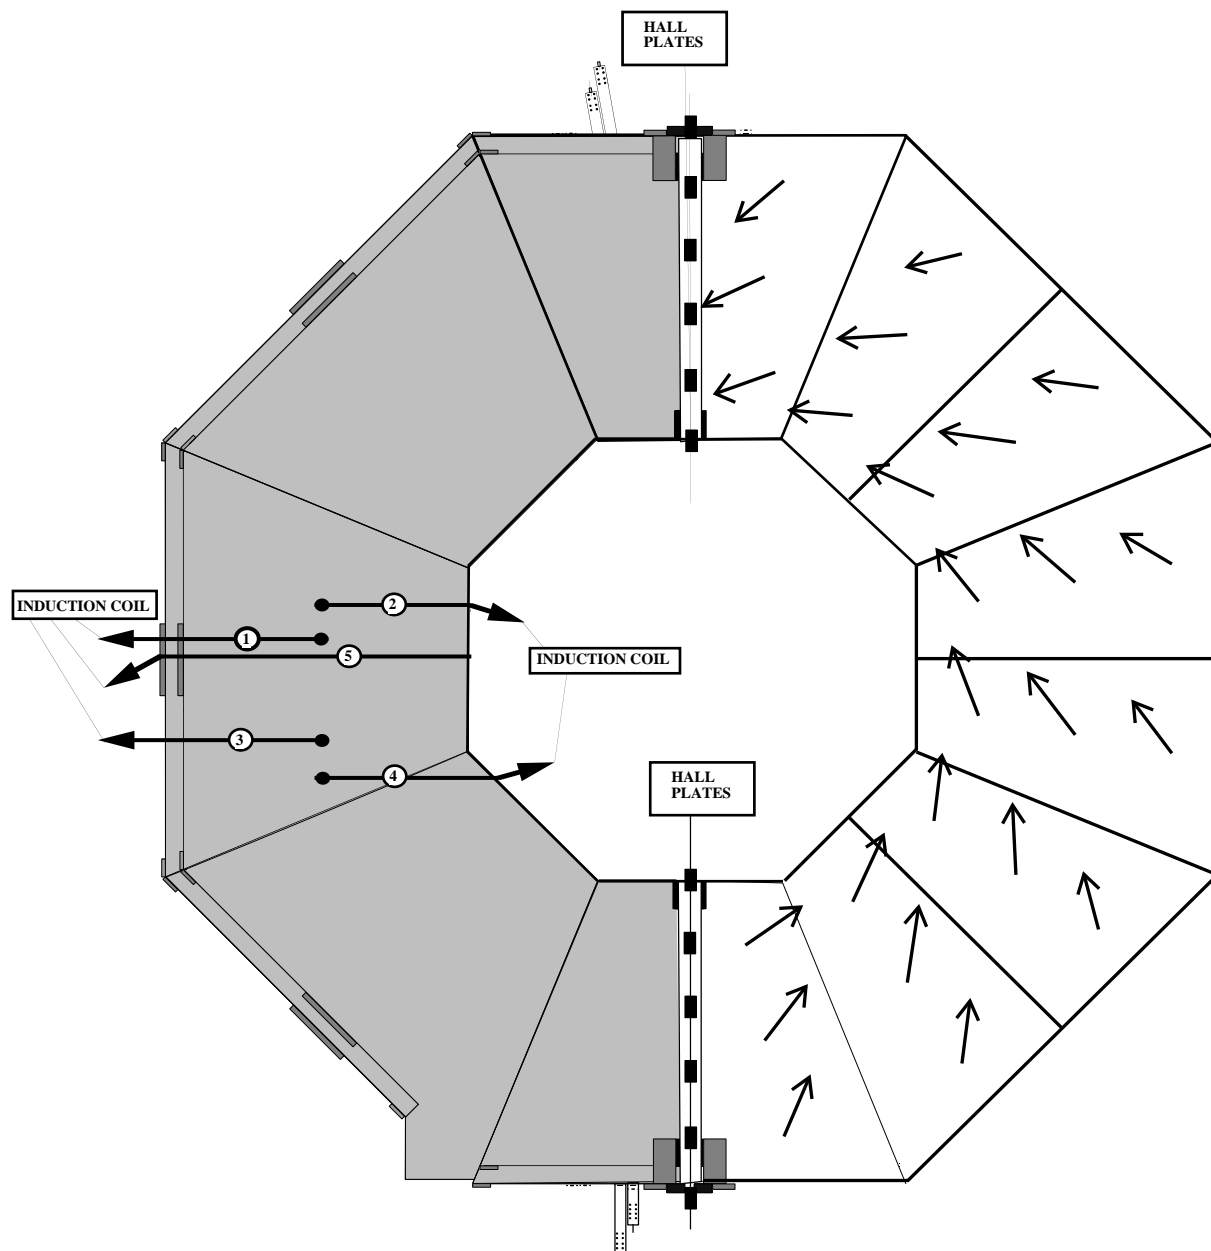 HALL
PLATES
2
INDUCTION COIL
1
5
INDUCTION COIL
3
4
HALL
PLATES